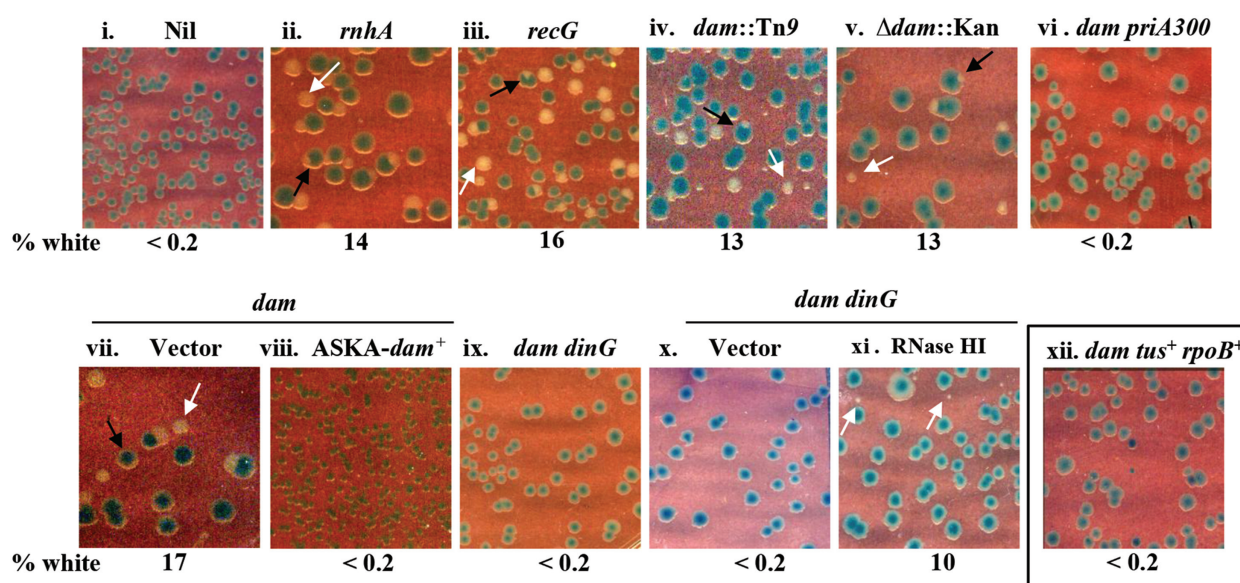 i. Nil ii. rnhA iii. recG iv. dam::Tn9 v. Δdam::Kan vi . dam priA300
% white < 0.2 14 16 13 13 < 0.2
dam dam dinG
vii. Vector viii. ASKA-dam⁺ ix. dam dinG x. Vector xi . RNase HI xii. dam tus⁺ rpoB⁺
% white 17 < 0.2 < 0.2 < 0.2 10 < 0.2